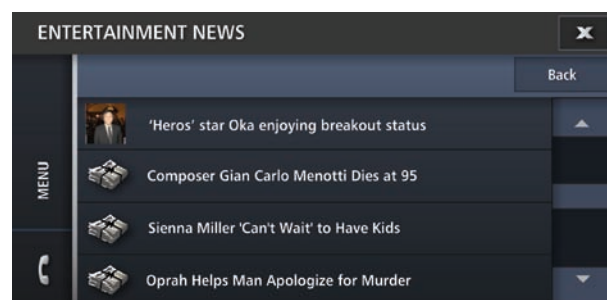 ENTERTAINMENT NEWS
Back
'Heros' star Oka enjoying breakout status
Composer Gian Carlo Menotti Dies at 95
MENU
Sienna Miller 'Can't Wait' to Have Kids
Oprah Helps Man Apologize for Murder